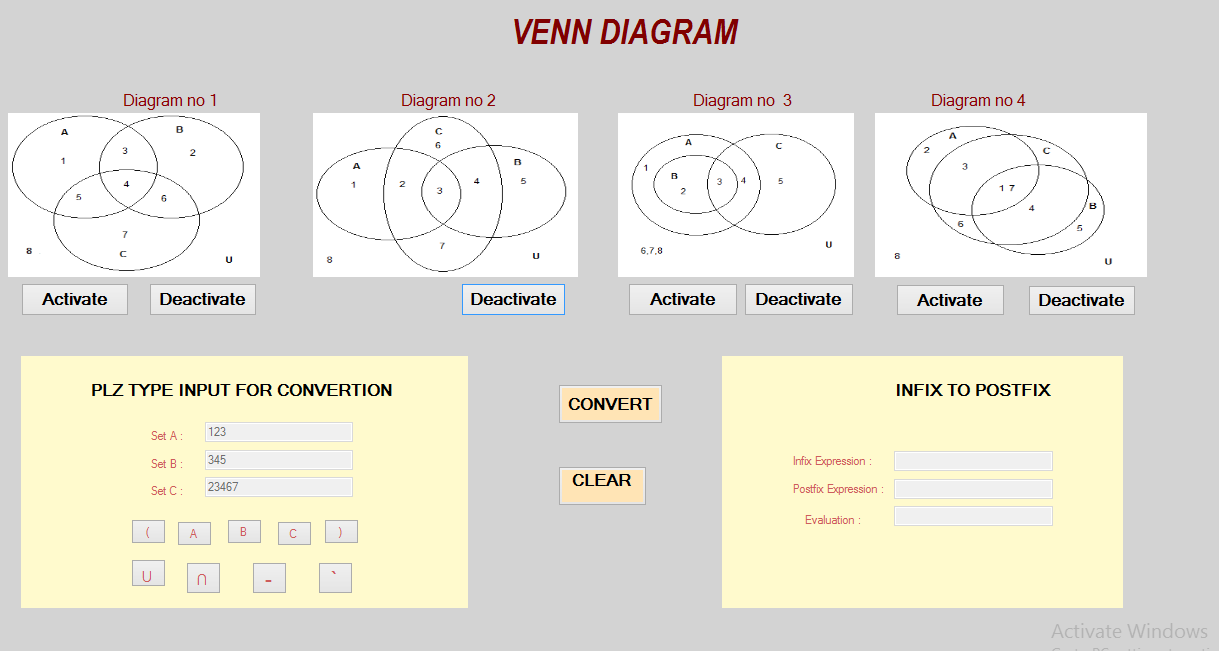 VENN DIAGRAM
Diagram no 1
Diagram no 2
Diagram no 3
Diagram no 4
A
B
3
1
2
4
5
6
7
8
C
U
C
6
A
B
1
2
4
5
3
7
U
8
A
C
1
B
3
4
5
2
U
6,7,8
A
2
C
3
1 7
4
B
6
5
8
U
Activate
Deactivate
Deactivate
Activate
Deactivate
Activate
Deactivate
PLZ TYPE INPUT FOR CONVERTION
Set A : 123
Set B : 345
Set C : 23467
( A B C )
∪ ∩ - `
CONVERT
CLEAR
INFIX TO POSTFIX
Infix Expression :
Postfix Expression :
Evaluation :
Activate Windows